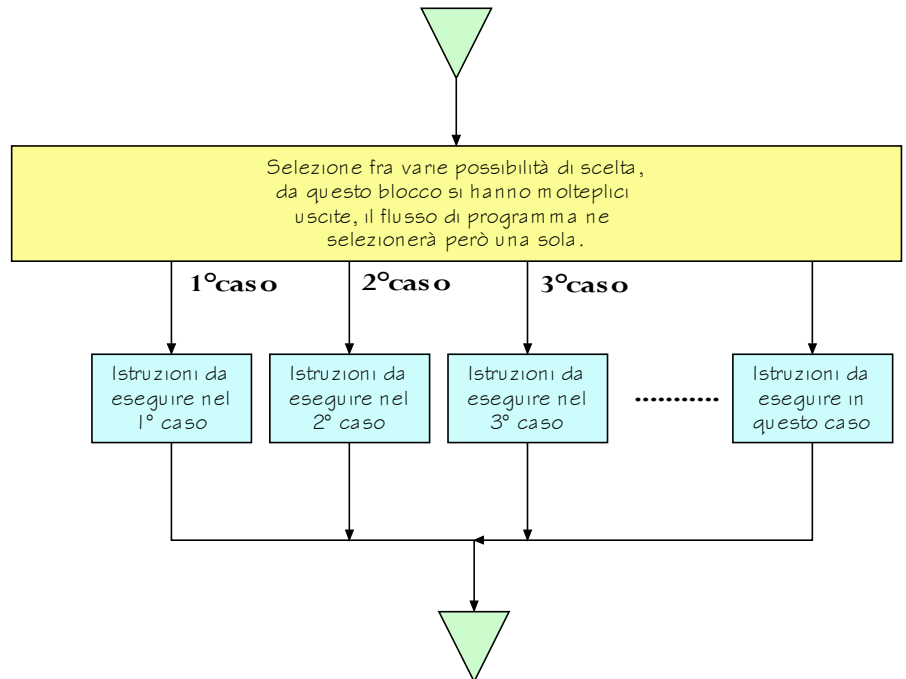 Selezione fra varie possibilità di scelta,
da questo blocco si hanno molteplici
uscite, il flusso di programma ne
selezionerà però una sola.
1°caso
2°caso
3°caso
Istruzioni da
eseguire nel
1° caso
Istruzioni da
eseguire nel
2° caso
Istruzioni da
eseguire nel
3° caso
...........
Istruzioni da
eseguire in
questo caso